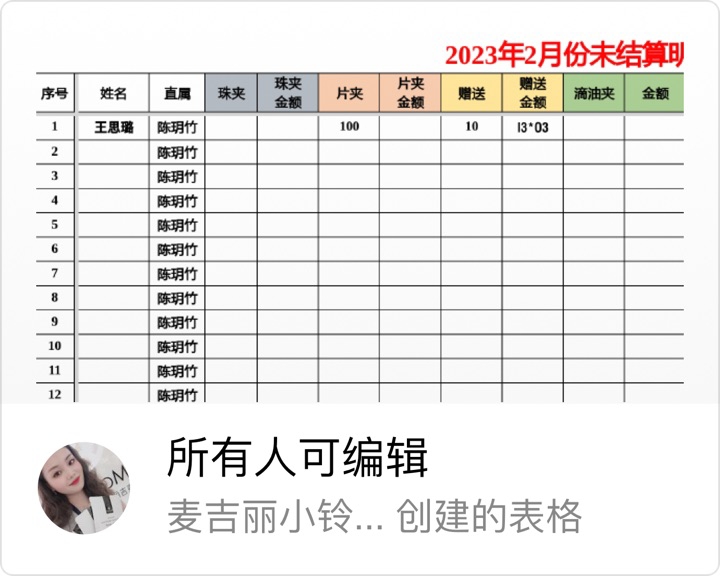 2023年2月份未结算
序号 姓名 直属 珠夹 珠夹金额 片夹 片夹金额 赠送 赠送金额 滴油夹 金额
1 王思璐 陈玥竹 100 10 13*03
2 陈玥竹
3 陈玥竹
4 陈玥竹
5 陈玥竹
6 陈玥竹
7 陈玥竹
8 陈玥竹
9 陈玥竹
10 陈玥竹
11 陈玥竹
12 陈玥竹
所有人可编辑
麦吉丽小铃... 创建的表格